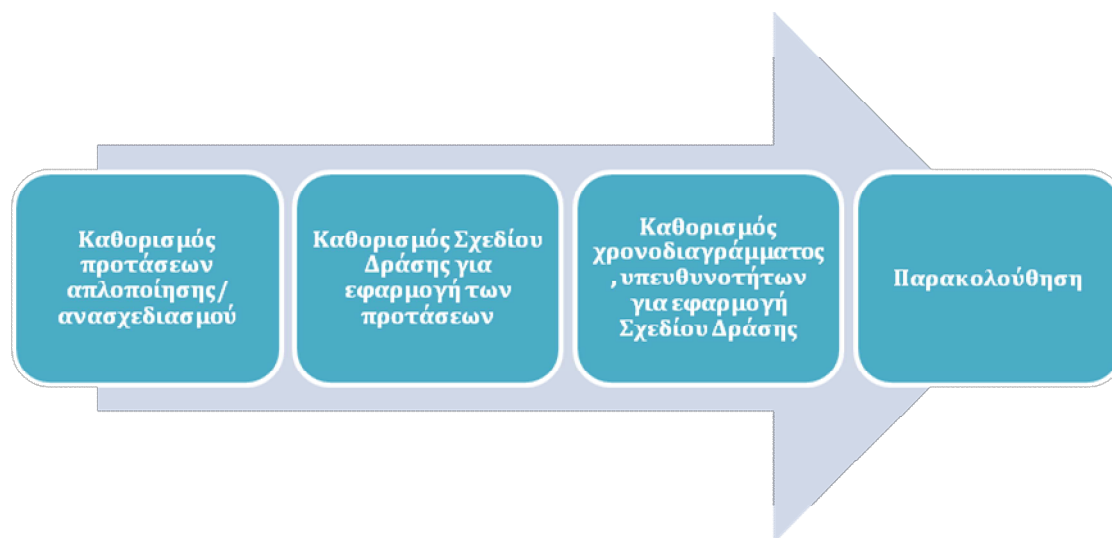 Καθορισμός
προτάσεων
απλοποίησης/
ανασχεδιασμού
Καθορισμός Σχεδίου
Δράσης για
εφαρμογή των
προτάσεων
Καθορισμός
χρονοδιαγράμματος
, υπευθυνοτήτων
για εφαρμογή
Σχεδίου Δράσης
Παρακολούθηση